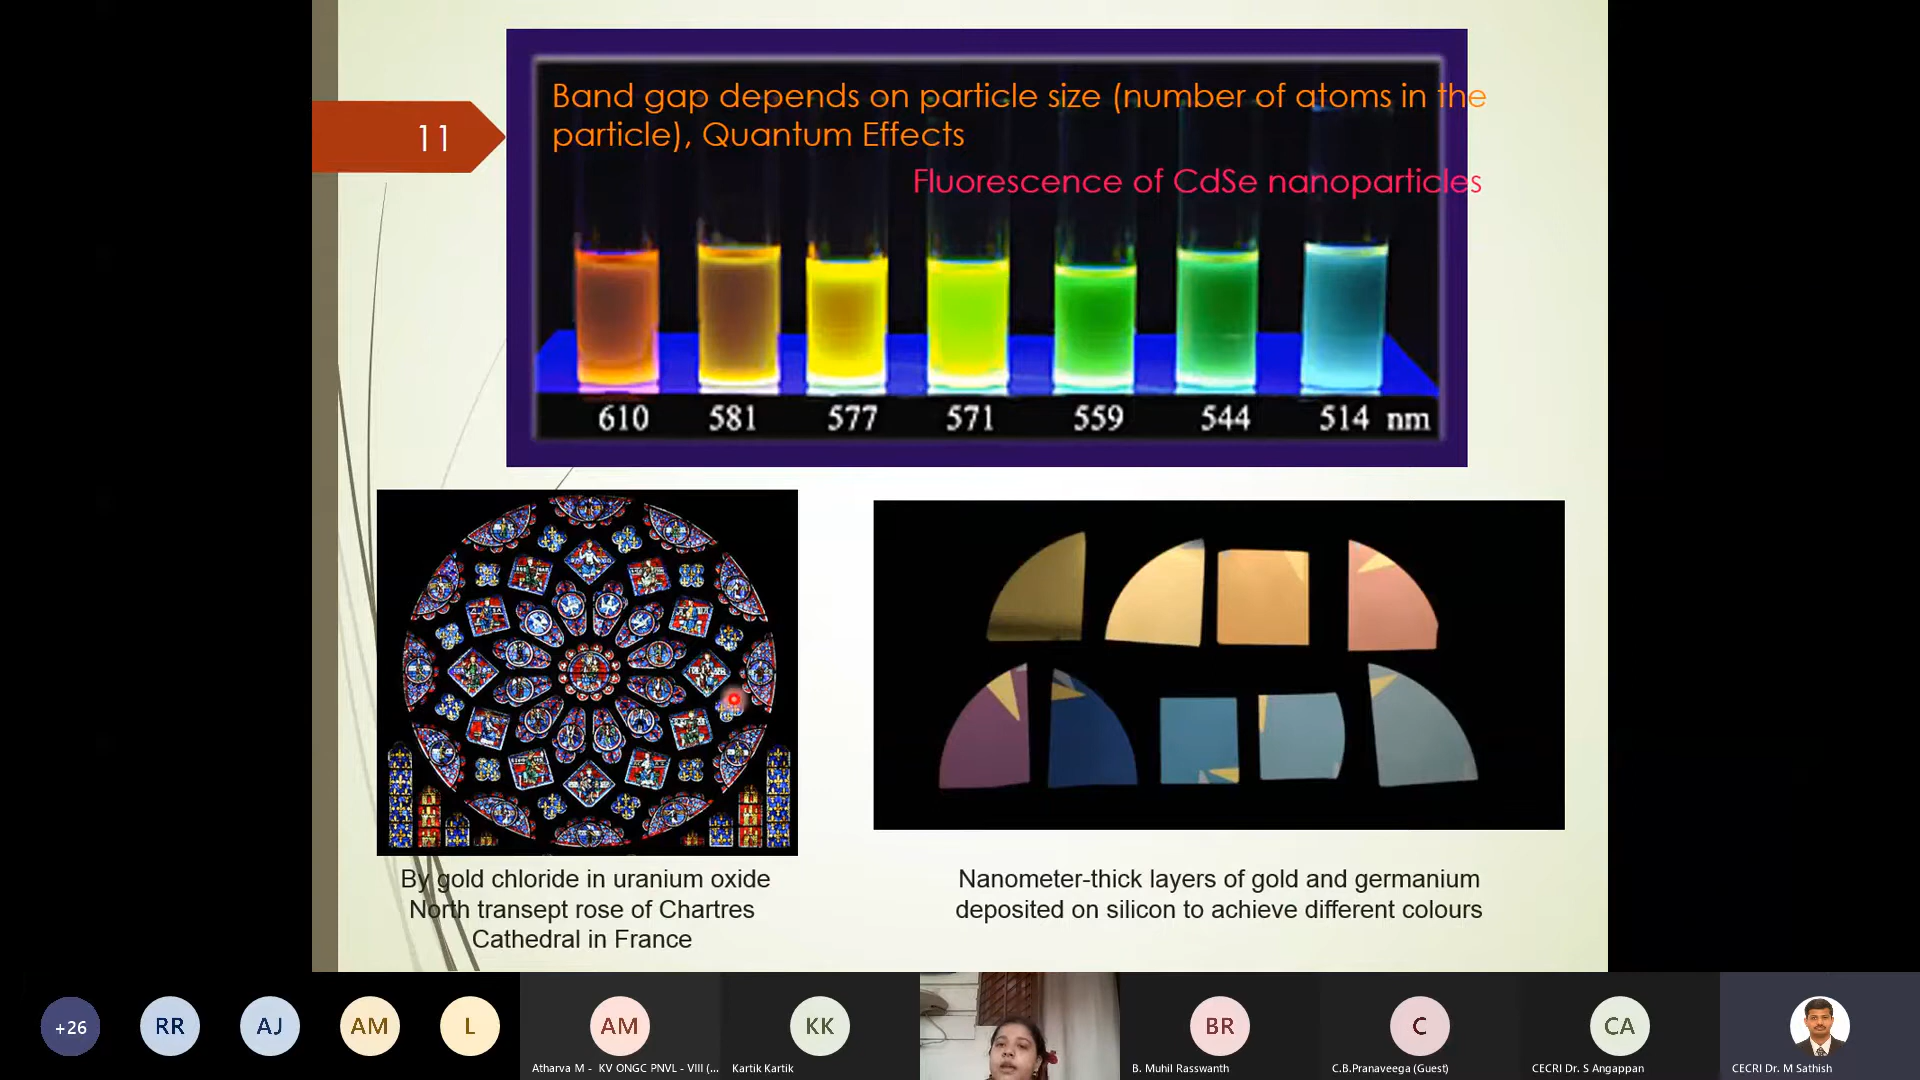 11
Band gap depends on particle size (number of atoms in the
particle), Quantum Effects
Fluorescence of CdSe nanoparticles
610 581 577 571 559 544 514 nm
By gold chloride in uranium oxide
North transept rose of Chartres
Cathedral in France
Nanometer-thick layers of gold and germanium
deposited on silicon to achieve different colours
+26 RR AJ AM L AM KK BR C CA
Atharva M - KV ONGC PNVL - VIII (... Kartik Kartik B. Muhil Rasswanth C.B.Pranaveega (Guest) CECRI Dr. S Angappan CECRI Dr. M Sathish